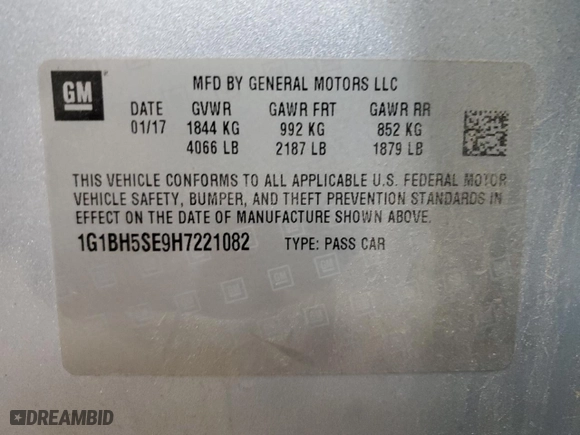 GM
MFD BY GENERAL MOTORS LLC
DATE GVWR GAWR FRT GAWR RR
01/17 1844 KG 992 KG 852 KG
4066 LB 2187 LB 1879 LB
THIS VEHICLE CONFORMS TO ALL APPLICABLE U.S. FEDERAL MOTOR
VEHICLE SAFETY, BUMPER, AND THEFT PREVENTION STANDARDS IN
EFFECT ON THE DATE OF MANUFACTURE SHOWN ABOVE.
1G1BH5SE9H7221082 TYPE: PASS CAR
DREAMBID